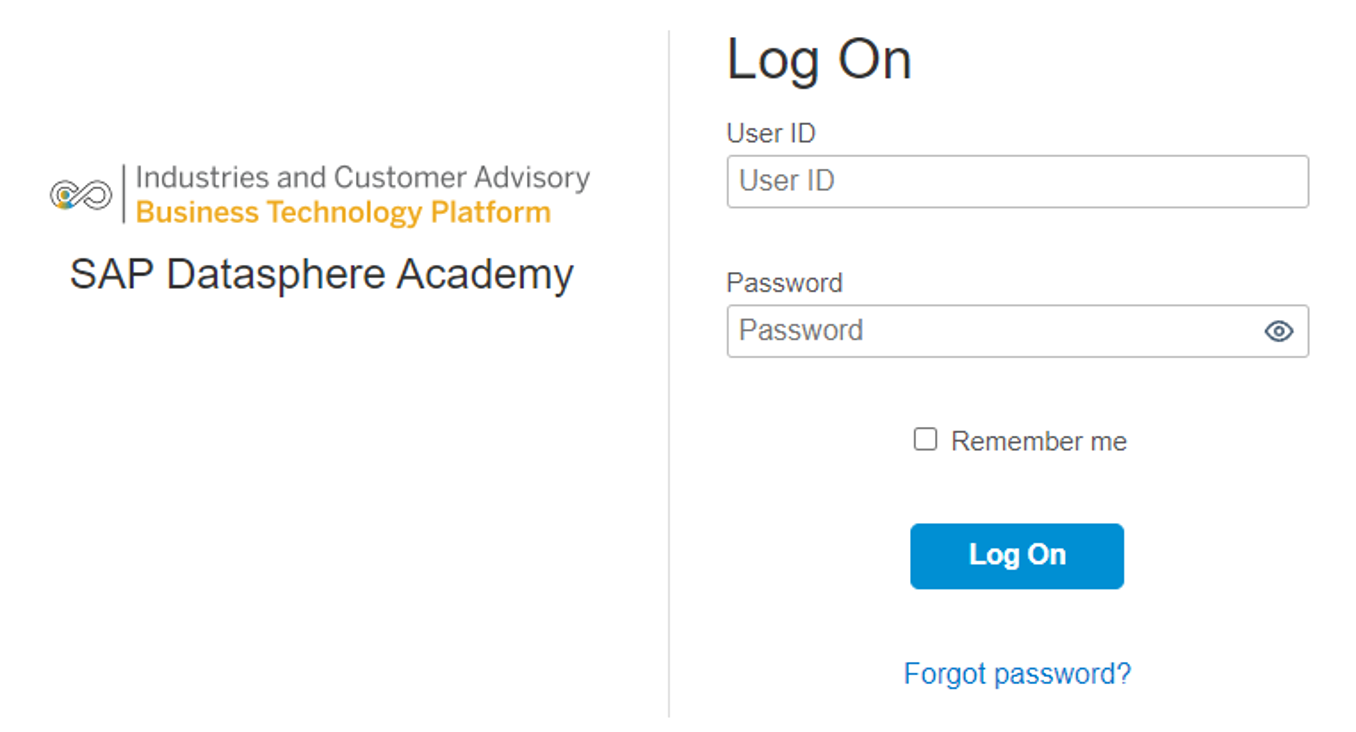 Industries and Customer Advisory
Business Technology Platform
SAP Datasphere Academy
Log On
User ID
User ID
Password
Password
Remember me
Log On
Forgot password?